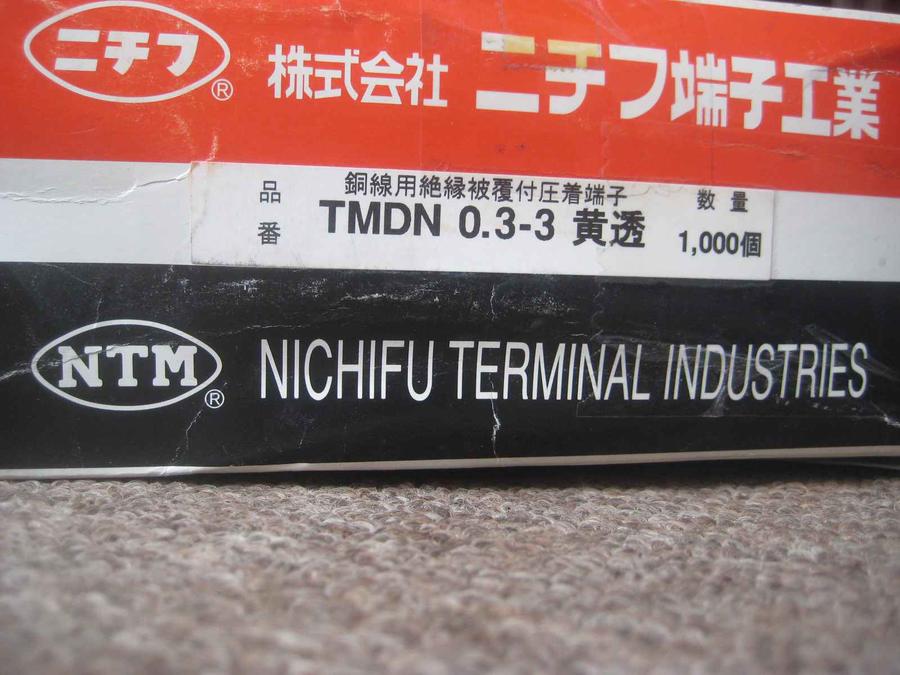 ニチフ ® 株式会社 ニチフ端子工業
品番 銅線用絶縁被覆付圧着端子 数量
TMDN 0.3-3 黄透 1,000個
NTM ® NICHIFU TERMINAL INDUSTRIES